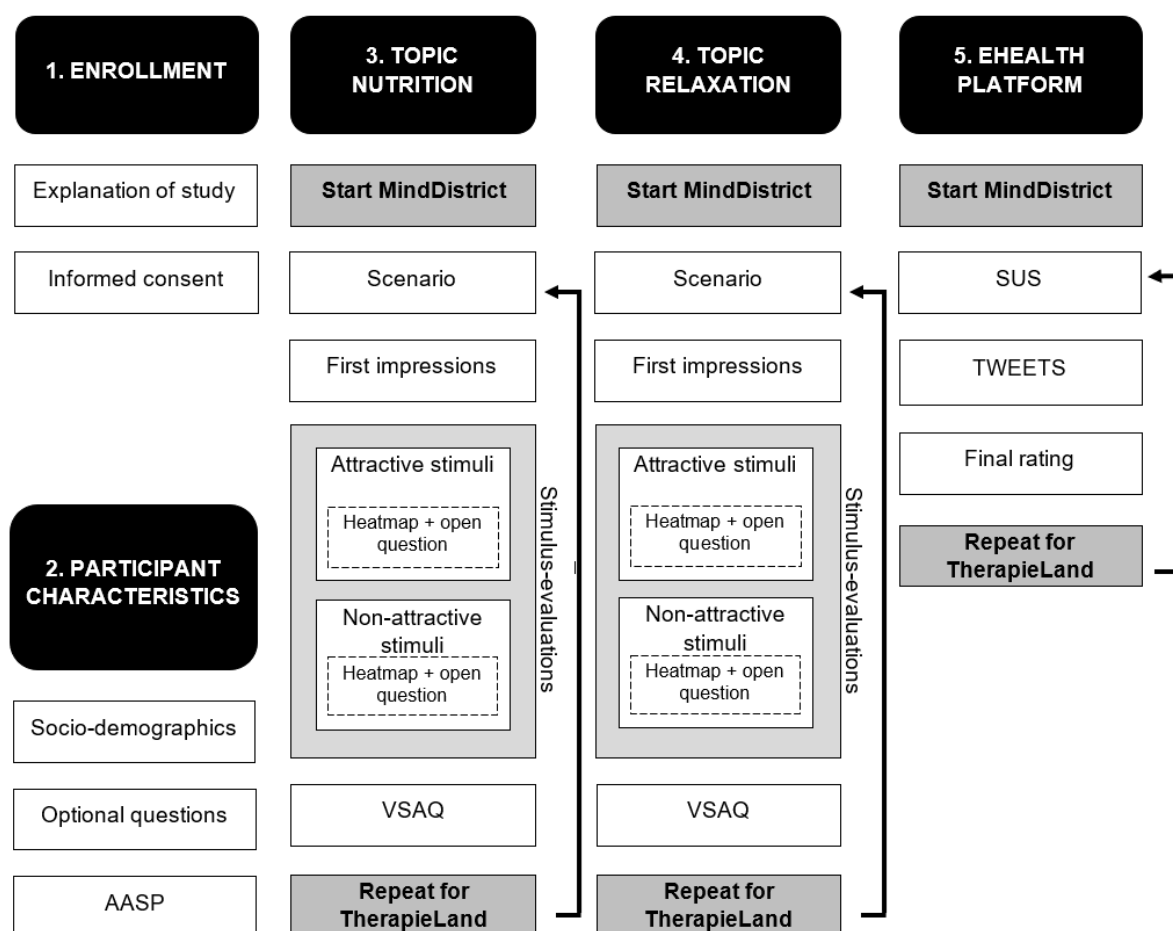 1. ENROLLMENT
Explanation of study
Informed consent
2. PARTICIPANT
CHARACTERISTICS
Socio-demographics
Optional questions
AASP
3. TOPIC
NUTRITION
Start MindDistrict
Scenario
First impressions
Attractive stimuli
Heatmap + open
question
Non-attractive
stimuli
Heatmap + open
question
Stimulus-evaluations
VSAQ
Repeat for
TherapieLand
4. TOPIC
RELAXATION
Start MindDistrict
Scenario
First impressions
Attractive stimuli
Heatmap + open
question
Non-attractive
stimuli
Heatmap + open
question
Stimulus-evaluations
VSAQ
Repeat for
TherapieLand
5. EHEALTH
PLATFORM
Start MindDistrict
SUS
TWEETS
Final rating
Repeat for
TherapieLand